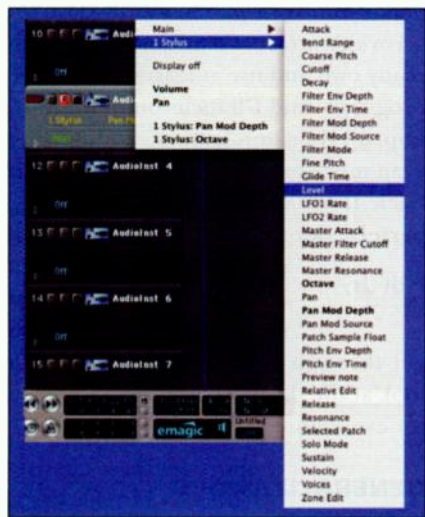 10 Audi
Off
Audi
1 Stylus
12 AudioInst 4
Off
13 AudioInst 5
Off
14 AudioInst 6
Off
15 AudioInst 7
emagic
Untitled
Main
1 Stylus
Display off
Volume
Pan
1 Stylus: Pan Mod Depth
1 Stylus: Octave
Attack
Bend Range
Coarse Pitch
Cutoff
Decay
Filter Env Depth
Filter Env Time
Filter Mod Depth
Filter Mod Source
Filter Mode
Fine Pitch
Glide Time
Level
LFO1 Rate
LFO2 Rate
Master Attack
Master Filter Cutoff
Master Release
Master Resonance
Octave
Pan
Pan Mod Depth
Pan Mod Source
Patch Sample Float
Pitch Env Depth
Pitch Env Time
Preview note
Relative Edit
Release
Resonance
Selected Patch
Solo Mode
Sustain
Velocity
Voices
Zone Edit